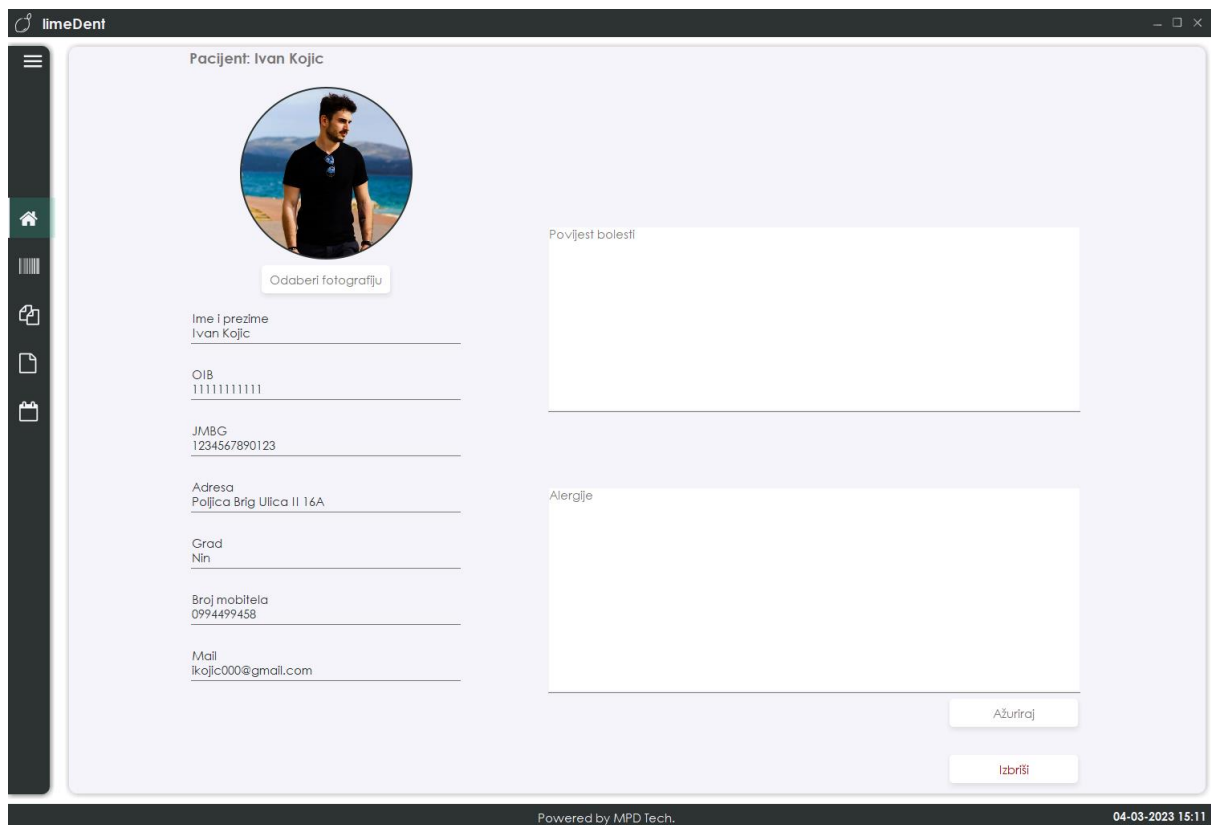 limeDent
Pacijent: Ivan Kojic
Odaberi fotografiju
Ime i prezime
Ivan Kojic
OIB
11111111111
JMBG
1234567890123
Adresa
Poljica Brig Ulica II 16A
Grad
Nin
Broj mobitela
0994499458
Mail
ikojic000@gmail.com
Povijest bolesti
Alergije
Ažuriraj
Izbriši
Powered by MPD Tech.
04-03-2023 15:11